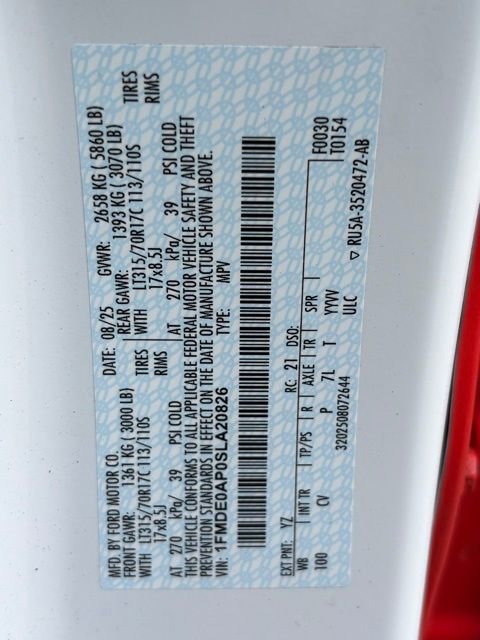 MFD. BY FORD MOTOR CO. DATE: 08/25 GVWR: 2658 KG ( 5860 LB)
FRONT GAWR: 1361 KG ( 3000 LB) REAR GAWR: 1393 KG ( 3070 LB)
WITH LT315/70R17C 113/110S TIRES WITH LT315/70R17C 113/110S TIRES
17x8.5J RIMS 17x8.5J RIMS
AT 270 kPa/ 39 PSI COLD AT 270 kPa/ 39 PSI COLD
THIS VEHICLE CONFORMS TO ALL APPLICABLE FEDERAL MOTOR VEHICLE SAFETY AND THEFT
PREVENTION STANDARDS IN EFFECT ON THE DATE OF MANUFACTURE SHOWN ABOVE.
VIN: 1FMDE0AP0SLA20826 TYPE: MPV
F0030
T0154
EXT PNT: YZ RC: 21 DSO:
WB INT TR TP/PS R AXLE TR SPR
100 CV P 7L T YYVV
ULC
▽ RU5A-3520472-AB
3202508072644